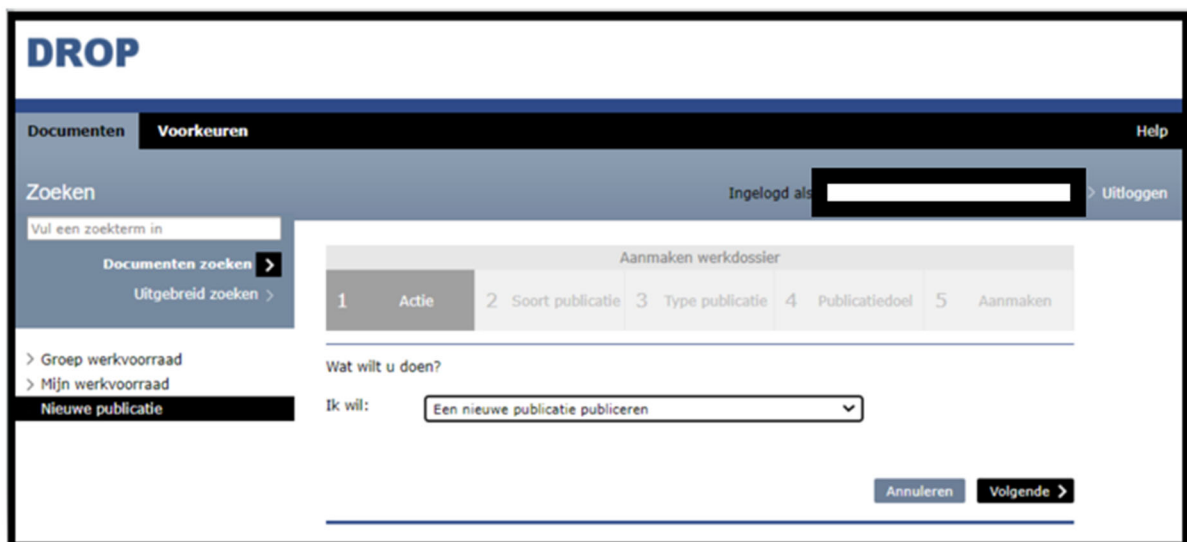 DROP
Documenten Voorkeuren Help
Zoeken
Ingelogd als > Uitloggen
Vul een zoekterm in
Documenten zoeken >
Uitgebreid zoeken >
Aanmaken werkdossier
1 Actie 2 Soort publicatie 3 Type publicatie 4 Publicatiedoel 5 Aanmaken
> Groep werkvoorraad
> Mijn werkvoorraad
Nieuwe publicatie
Wat wilt u doen?
Ik wil: Een nieuwe publicatie publiceren
Annuleren Volgende >